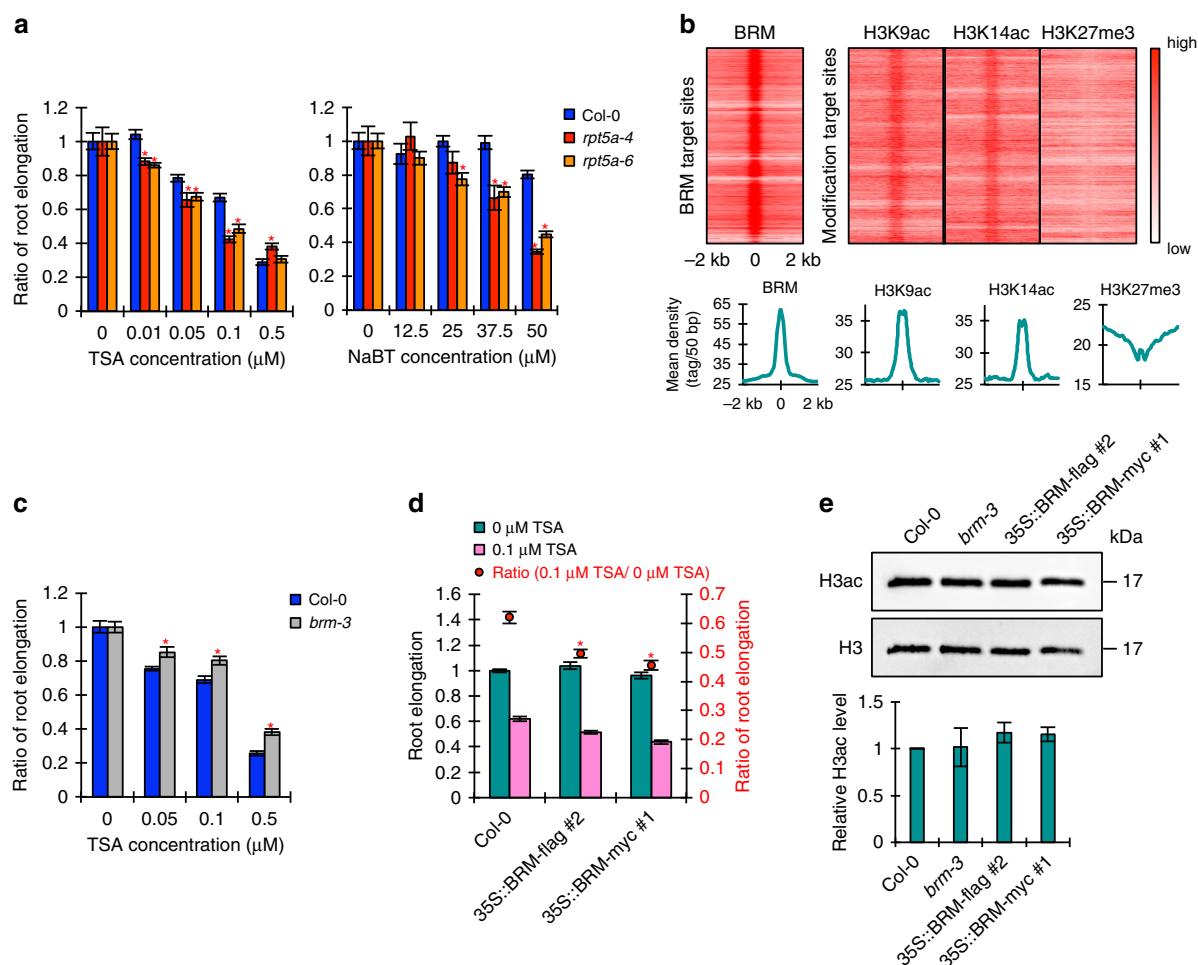 a
Ratio of root elongation
1.2
1
0.8
0.6
0.4
0.2
0
0 0.01 0.05 0.1 0.5
TSA concentration (μM)
1.2
1
0.8
0.6
0.4
0.2
0
0 12.5 25 37.5 50
NaBT concentration (μM)
Col-0
rpt5a-4
rpt5a-6
* * * * * * *
* * * * *
b
BRM
H3K9ac H3K14ac H3K27me3
BRM target sites
Modification target sites
high
low
−2 kb 0 2 kb
BRM
H3K9ac
H3K14ac
H3K27me3
Mean density
(tag/50 bp)
65
55
45
35
25
−2 kb 0 2 kb
40
35
30
25
40
35
30
25
25
20
15
c
Ratio of root elongation
1.2
1
0.8
0.6
0.4
0.2
0
0 0.05 0.1 0.5
TSA concentration (μM)
Col-0
brm-3
* * *
d
0 μM TSA
0.1 μM TSA
Ratio (0.1 μM TSA/ 0 μM TSA)
Root elongation
1.6
1.4
1.2
1
0.8
0.6
0.4
0.2
0
* *
0.7
0.6
0.5
0.4
0.3
0.2
0.1
0
Ratio of root elongation
Col-0
35S::BRM-flag #2
35S::BRM-myc #1
e
Col-0
brm-3
35S::BRM-flag #2
35S::BRM-myc #1
kDa
H3ac
17
H3
17
Relative H3ac level
1.5
1
0.5
0
Col-0
brm-3
35S::BRM-flag #2
35S::BRM-myc #1